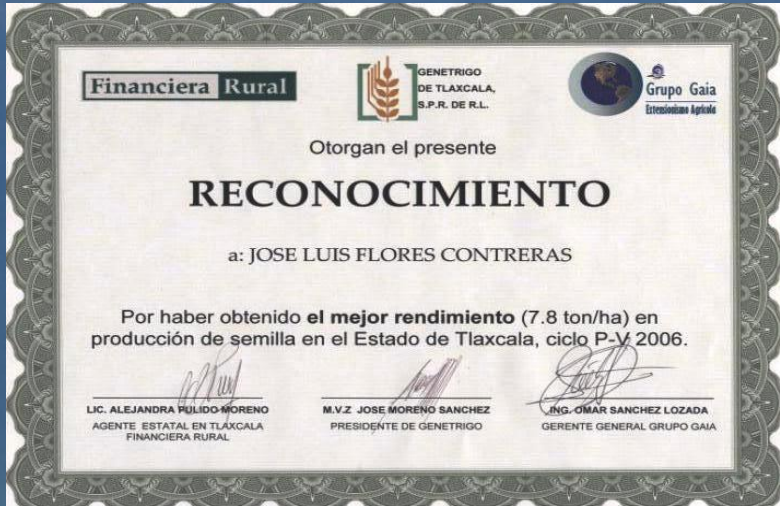 Financiera Rural
GENETRIGO
DE TLAXCALA,
S.P.R. DE R.L.
Grupo Gaia
Extensionismo Agrícola
Otorgan el presente
RECONOCIMIENTO
a: JOSE LUIS FLORES CONTRERAS
Por haber obtenido el mejor rendimiento (7.8 ton/ha) en
producción de semilla en el Estado de Tlaxcala, ciclo P-V 2006.
LIC. ALEJANDRA PULIDO MORENO
AGENTE ESTATAL EN TLAXCALA
FINANCIERA RURAL
M.V.Z JOSE MORENO SANCHEZ
PRESIDENTE DE GENETRIGO
ING. OMAR SANCHEZ LOZADA
GERENTE GENERAL GRUPO GAIA